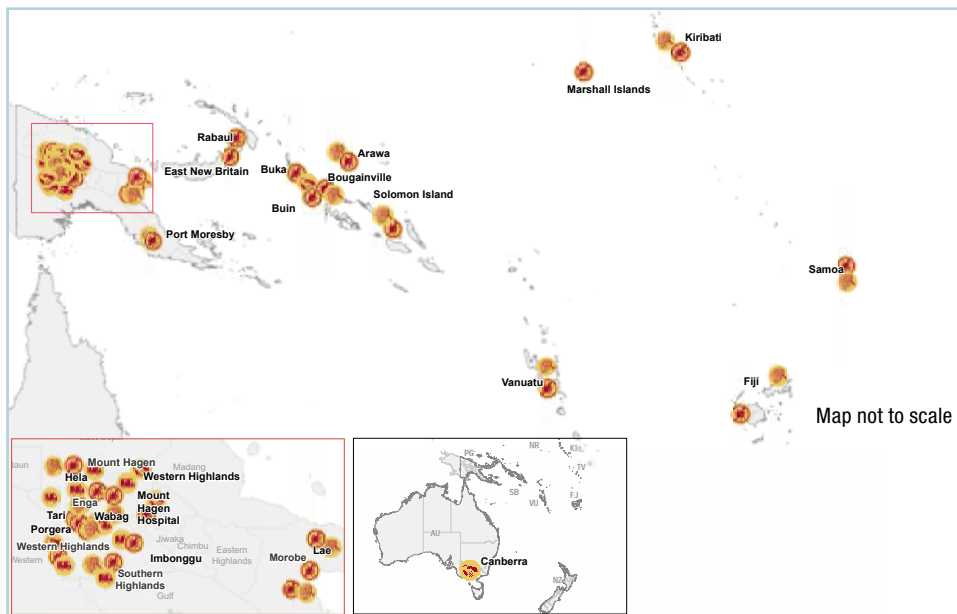 Kiribati
Marshall Islands
Rabaul
Arawa
East New Britain
Buka
Bougainville
Solomon Island
Buin
Port Moresby
Samoa
Vanuatu
Fiji
Map not to scale
Mount Hagen
Madang
Hela
Western Highlands
Enga
Mount
Hagen
Hospital
Tari
Wabag
Porgera
Western Highlands
Western
Jiwaka
Chimbu
Eastern
Highlands
Imbonggu
Morobe
Lae
Southern
Highlands
Gulf
NR
KI
PG
TV
SB
VU
FJ
AU
Canberra
NZ